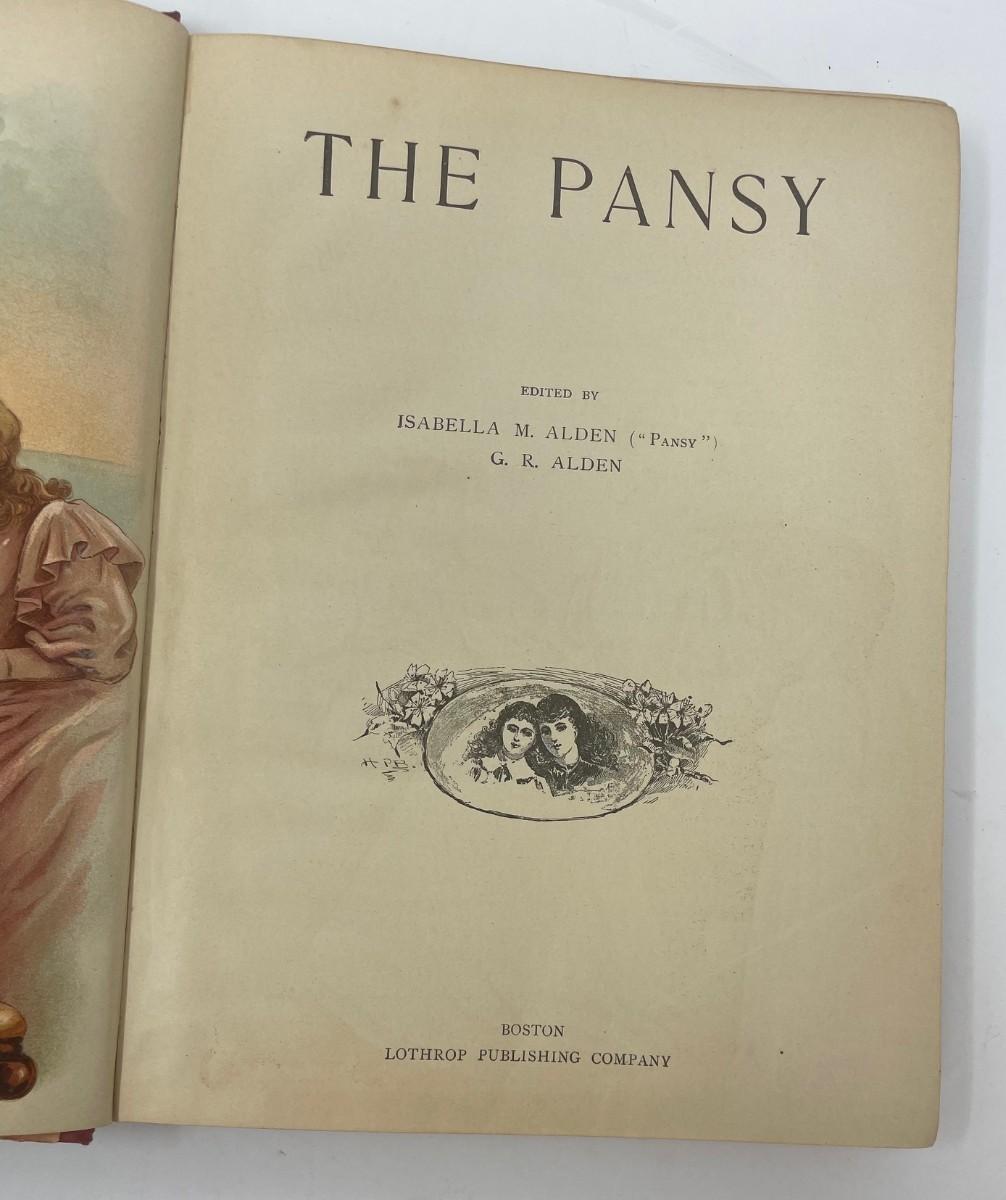 THE PANSY
EDITED BY
ISABELLA M. ALDEN ("PANSY")
G. R. ALDEN
H P B.
BOSTON
LOTHROP PUBLISHING COMPANY